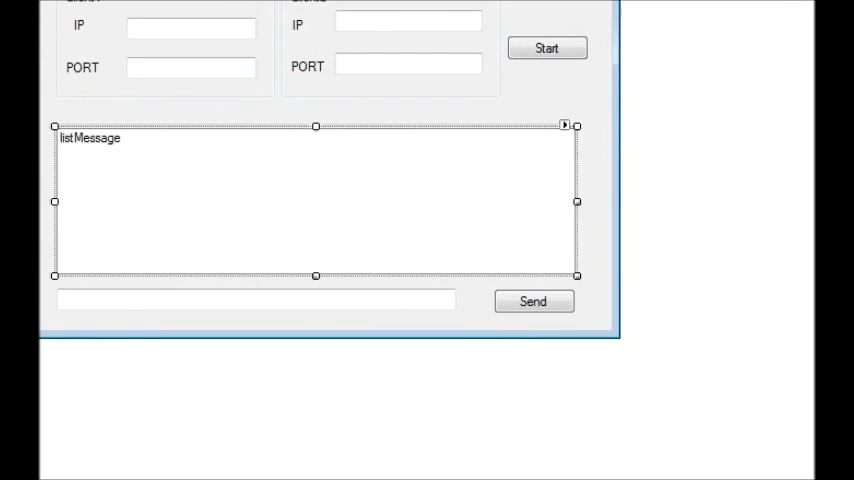 IP
IP
Start
PORT
PORT
listMessage
Send